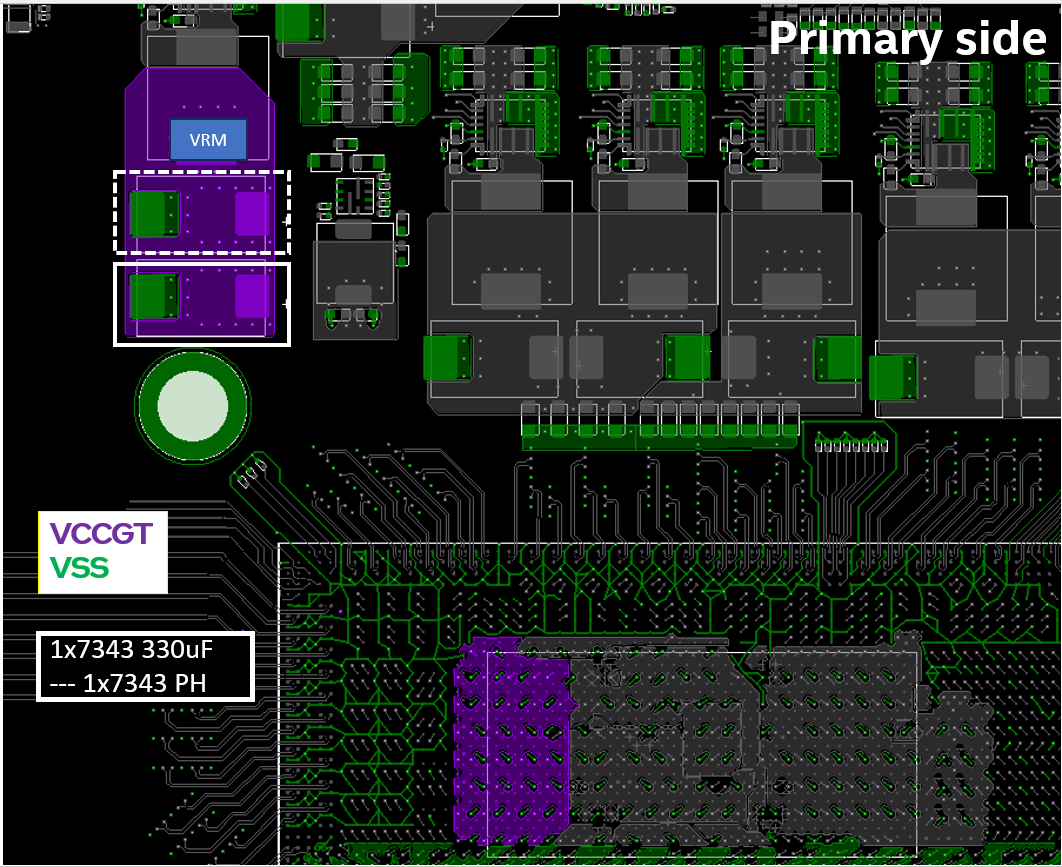 Primary side
VRM
VCCGT
VSS
1x7343 330uF
--- 1x7343 PH